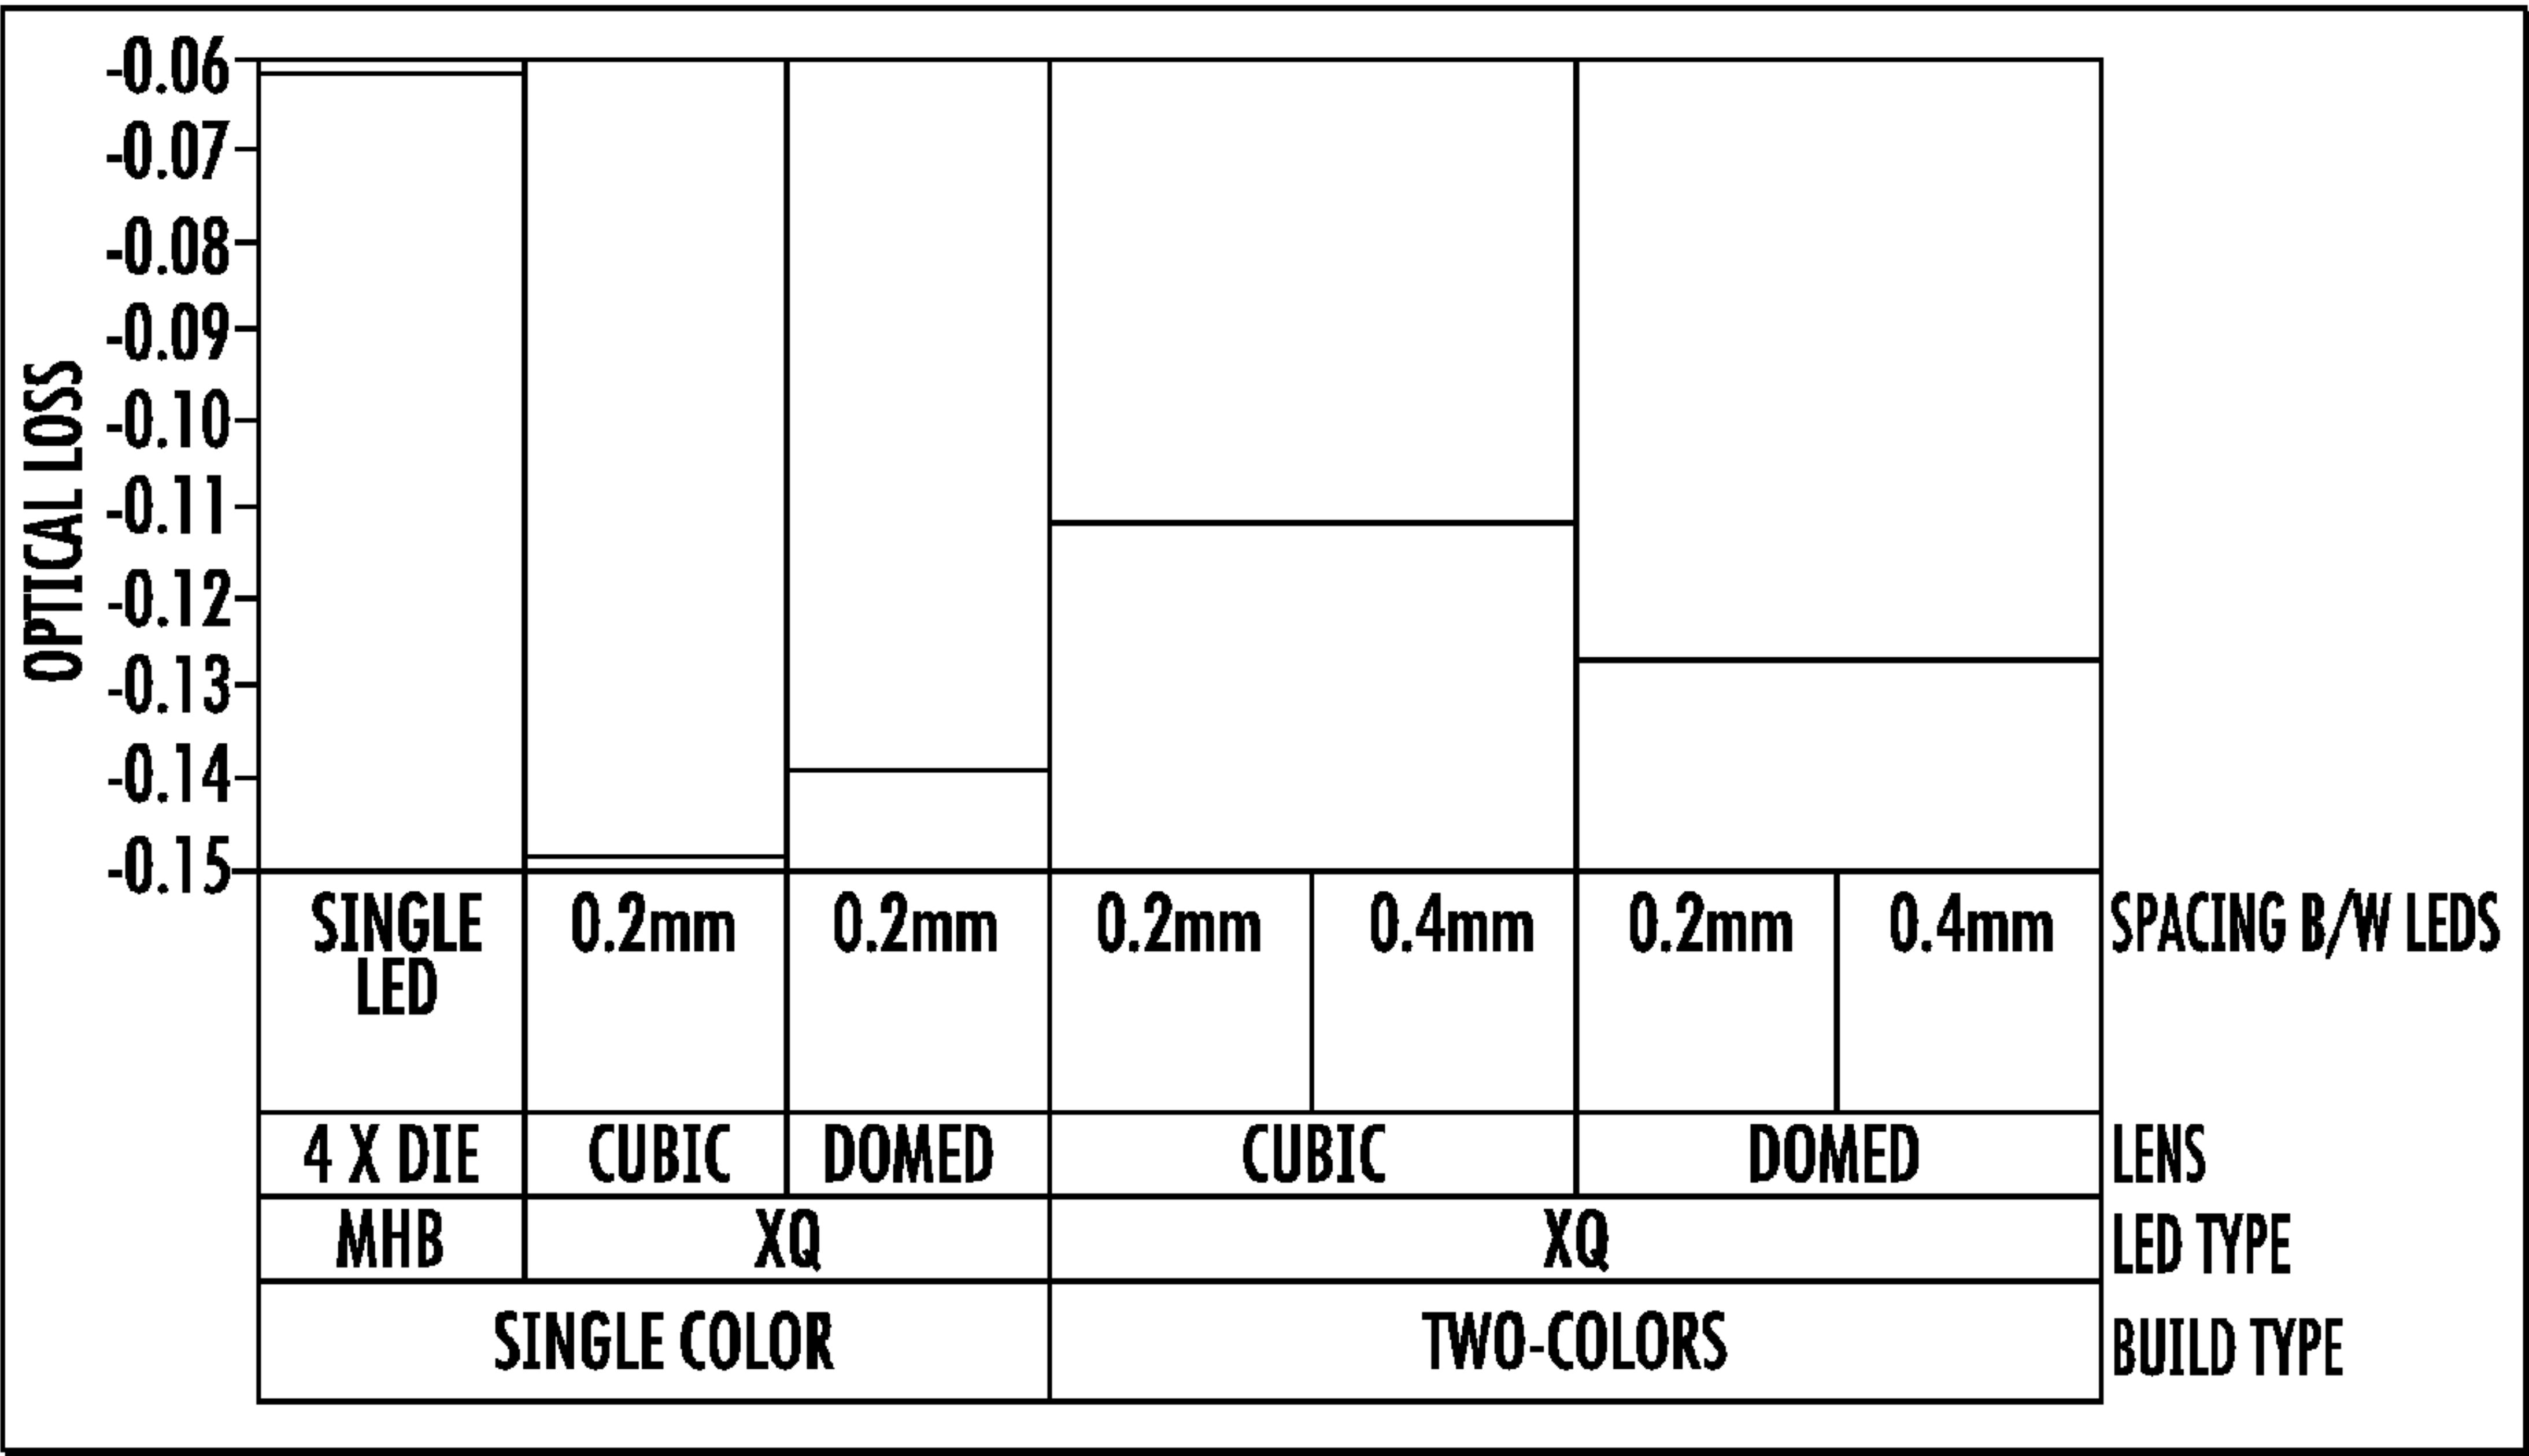 -0.06
-0.07
-0.08
-0.09
-0.10
-0.11
-0.12
-0.13
-0.14
-0.15
OPTICAL LOSS
SINGLE
LED
0.2mm
0.2mm
0.2mm
0.4mm
0.2mm
0.4mm
SPACING B/W LEDS
4 X DIE
CUBIC
DOMED
CUBIC
DOMED
LENS
MHB
XQ
XQ
LED TYPE
SINGLE COLOR
TWO-COLORS
BUILD TYPE